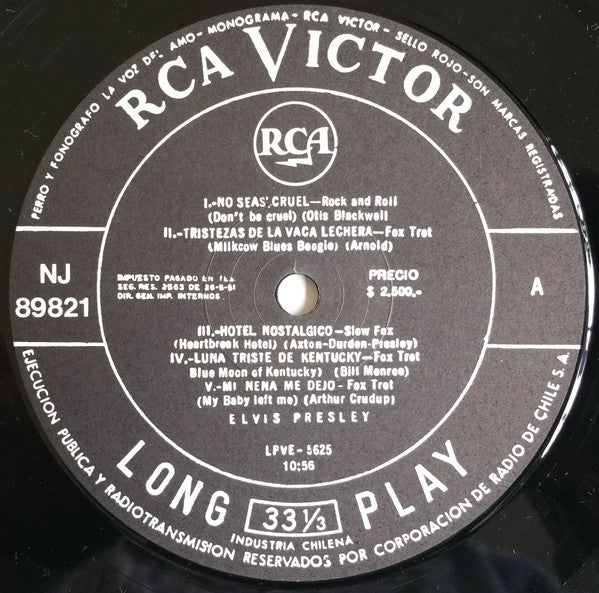 PERRO Y FONOGRAFO LA VOZ DEL AMO-MONOGRAMA-RCA VICTOR-SELLO ROJO-SON MARCAS REGISTRADAS
RCA VICTOR
RCA
I.-NO SEAS CRUEL-Rock and Roll
(Don't be cruel) (Otis Blackwell)
II.-TRISTEZAS DE LA VACA LECHERA-Fox Trot
(Milkcow Blues Boogie) (Arnold)
NJ
89821
IMPUESTO PAGADO EN TES.
SEG. RES. 2563 DE 26-8-51
DIR. GEN. IMP. INTERNOS
PRECIO
$ 2.500.-
A
III.-HOTEL NOSTALGICO-Slow Fox
(Heartbreak Hotel) (Axton-Durden-Presley)
IV.-LUNA TRISTE DE KENTUCKY-Fox Trot
Blue Moon of Kentucky) (Bill Monroe)
V.-MI NENA ME DEJO-Fox Trot
(My Baby left me) (Arthur Crudup)
ELVIS PRESLEY
LPVE-5625
10:56
LONG 33 1/3 PLAY
INDUSTRIA CHILENA
EJECUCION PUBLICA Y RADIOTRANSMISION RESERVADOS POR CORPORACION DE RADIO DE CHILE S.A.